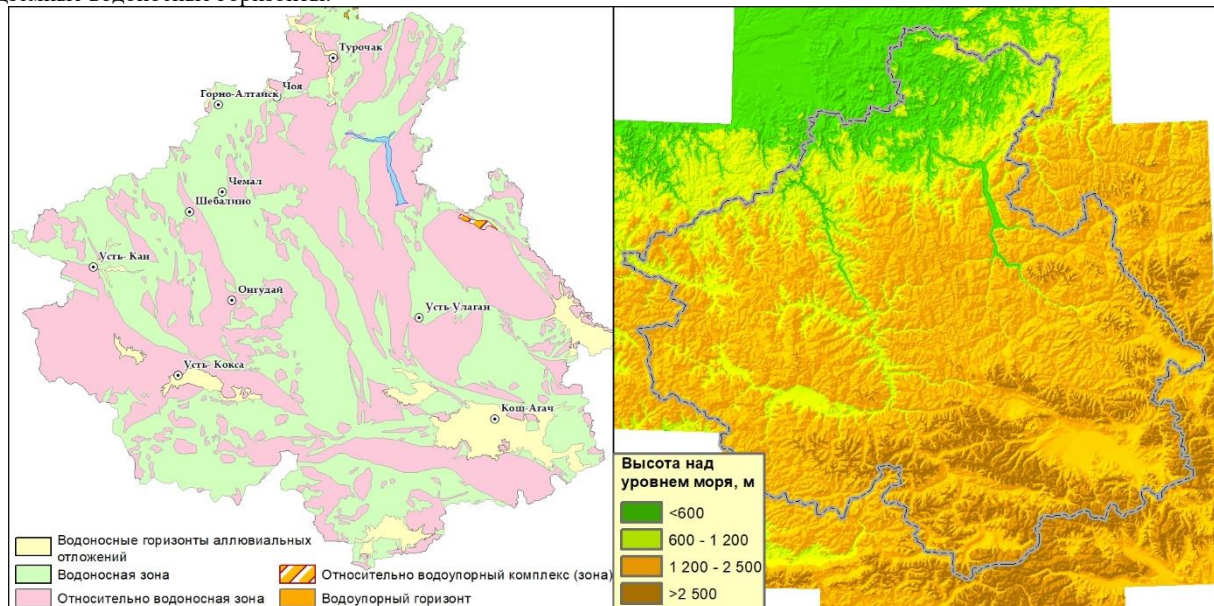 водоносные горизонты.
Турочак
Чоя
Горно-Алтайск
Чемал
Шебалино
Усть- Кан
Онгудай
Усть-Улаган
Усть- Кокса
Кош-Агач
Водоносные горизонты аллювиальных
отложений
Водоносная зона
Относительно водоносная зона
Относительно водоупорный комплекс (зона)
Водоупорный горизонт
Высота над
уровнем моря, м
<600
600 - 1 200
1 200 - 2 500
>2 500